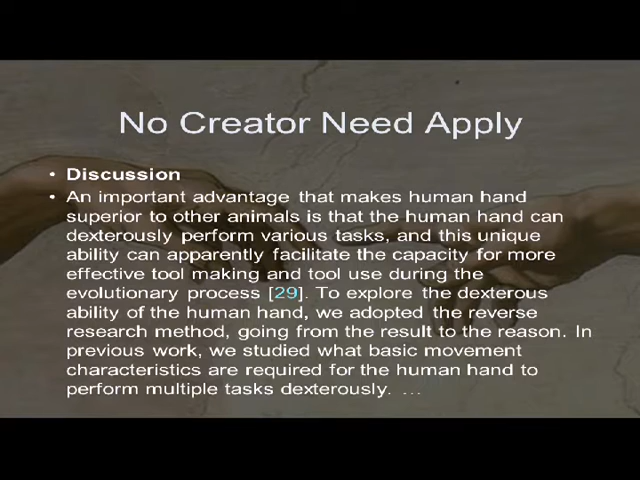 No Creator Need Apply
• Discussion
• An important advantage that makes human hand
superior to other animals is that the human hand can
dexterously perform various tasks, and this unique
ability can apparently facilitate the capacity for more
effective tool making and tool use during the
evolutionary process [29]. To explore the dexterous
ability of the human hand, we adopted the reverse
research method, going from the result to the reason. In
previous work, we studied what basic movement
characteristics are required for the human hand to
perform multiple tasks dexterously. …